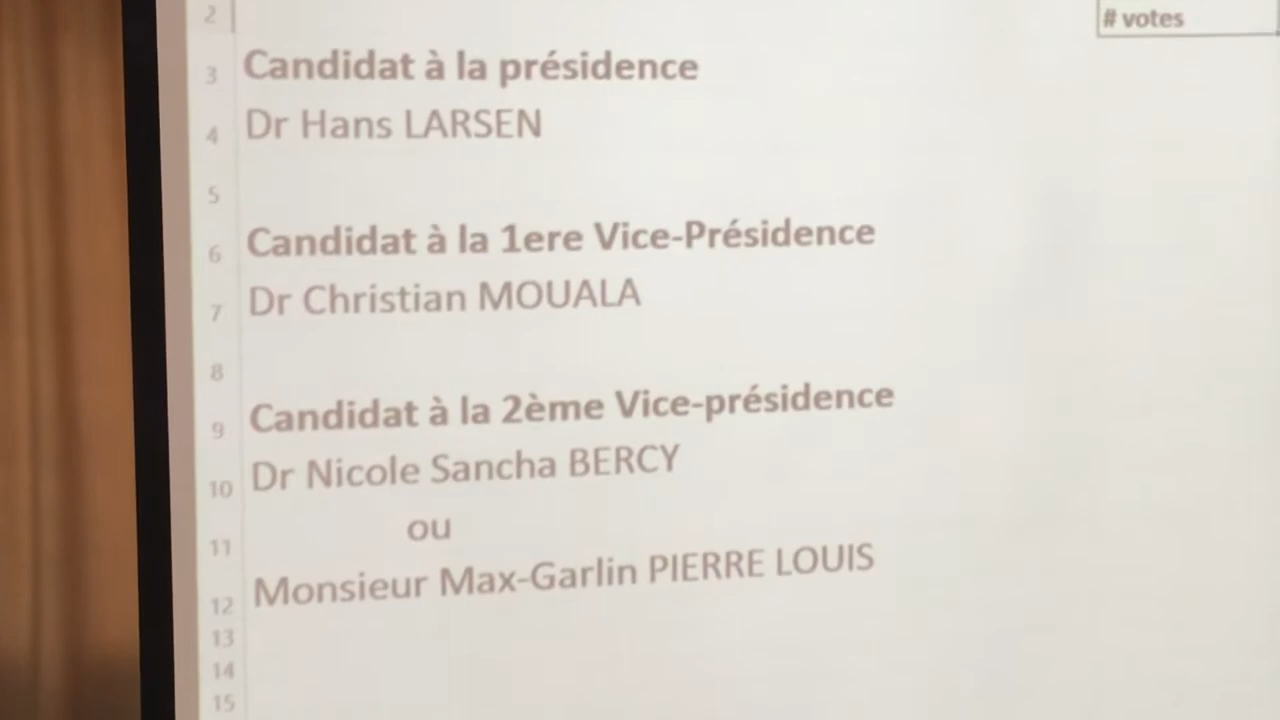 2
# votes
3 Candidat à la présidence
4 Dr Hans LARSEN
5
6 Candidat à la 1ere Vice-Présidence
7 Dr Christian MOUALA
8
9 Candidat à la 2ème Vice-présidence
10 Dr Nicole Sancha BERCY
11 ou
12 Monsieur Max-Garlin PIERRE LOUIS
13
14
15